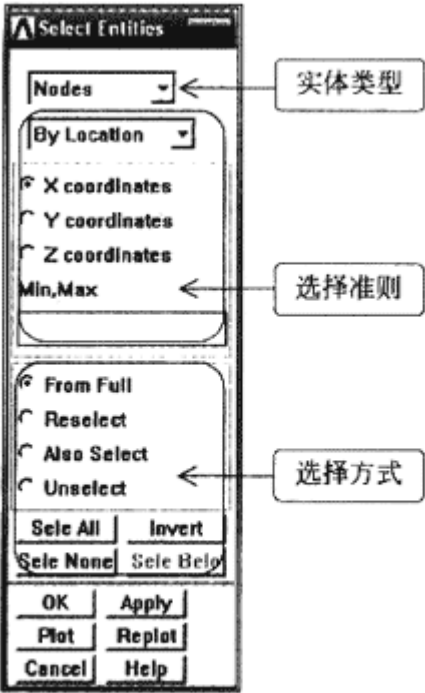 Select Entities
Nodes
实体类型
By Location
X coordinates
Y coordinates
Z coordinates
Min,Max
选择准则
From Full
Reselect
Also Select
Unselect
选择方式
Sele All Invert
Sele None Sele Belo
OK Apply
Plot Replot
Cancel Help